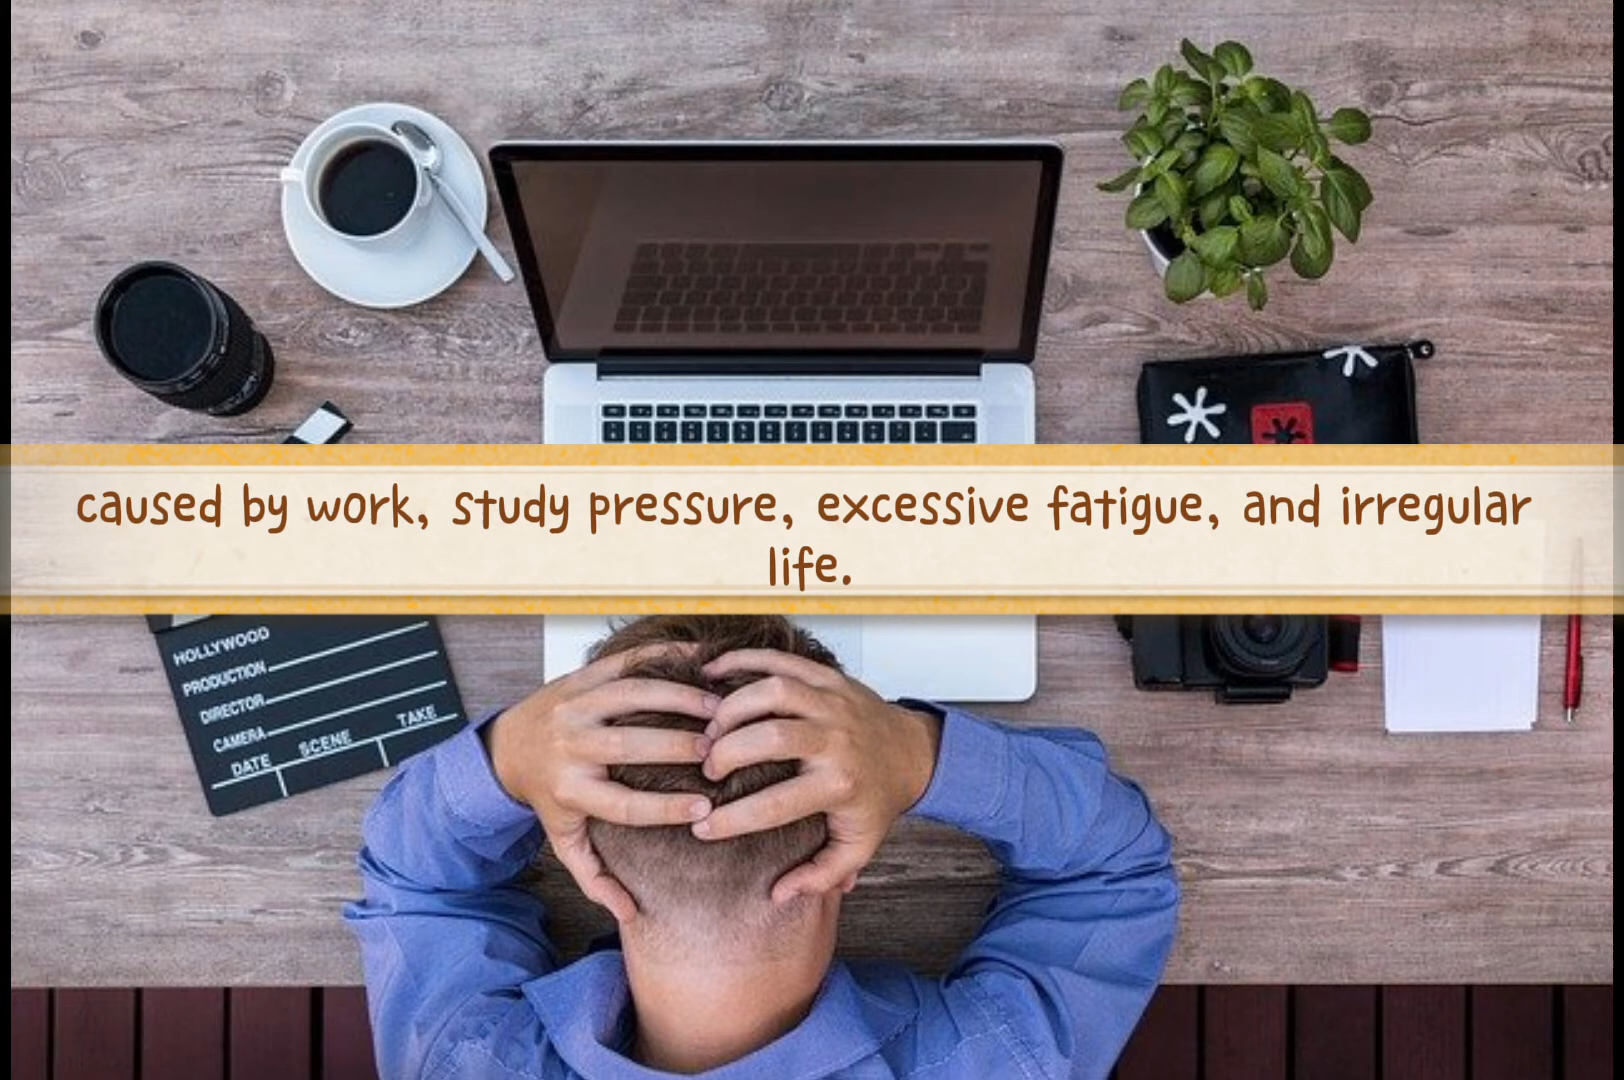 caused by work, study pressure, excessive fatigue, and irregular
life.
HOLLYWOOD
PRODUCTION
DIRECTOR
CAMERA
DATE SCENE TAKE